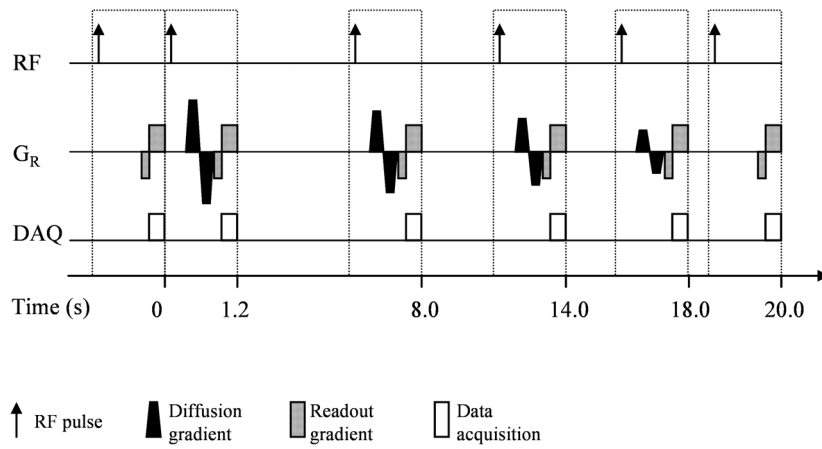 RF
G_R
DAQ
Time (s)
0
1.2
8.0
14.0
18.0
20.0
RF pulse
Diffusion
gradient
Readout
gradient
Data
acquisition